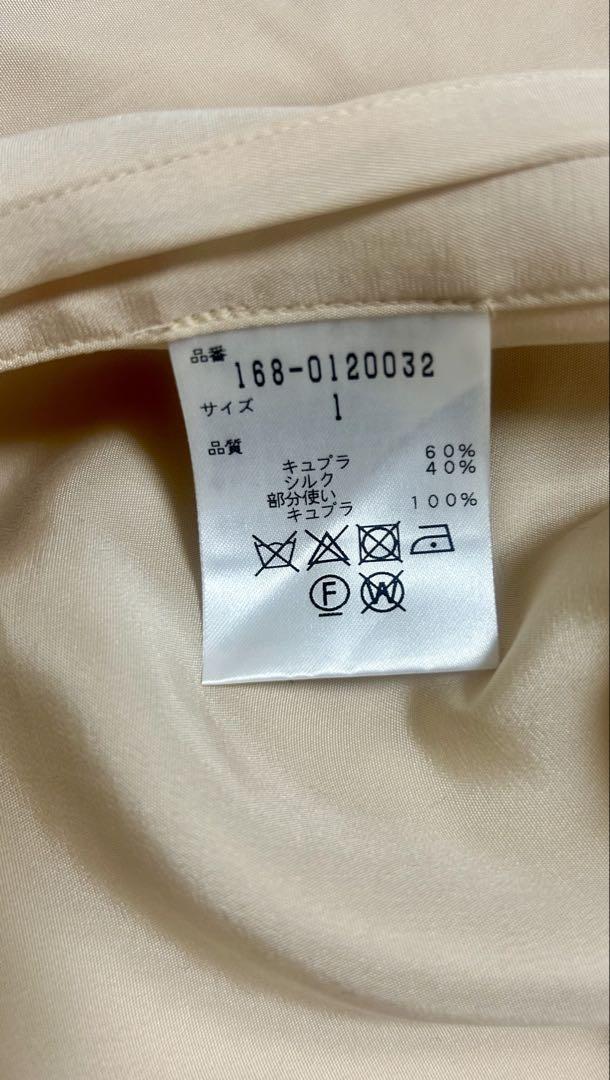 品番
168-0120032
サイズ 1
品質
キュプラ 60%
シルク 40%
部分使い
キュプラ 100%
F W